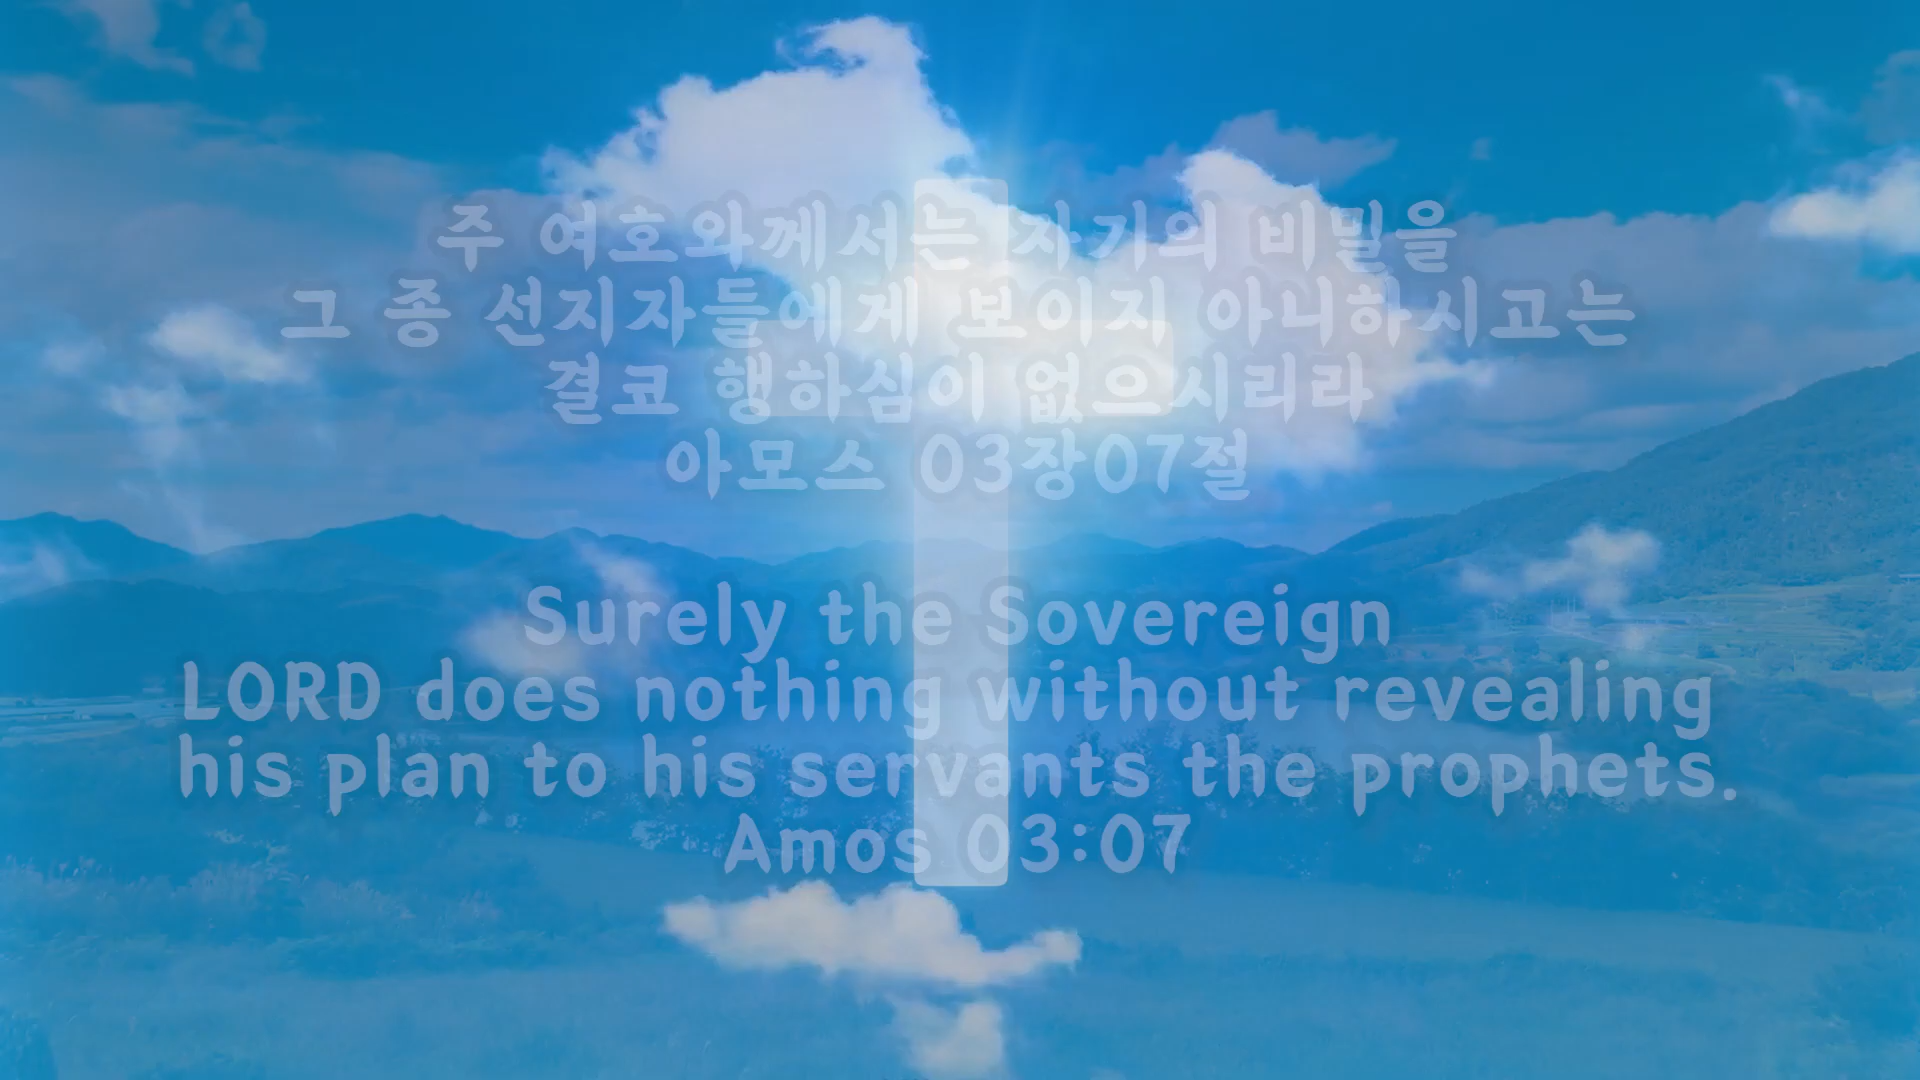 주 여호와께서는 자기의 비밀을
그 종 선지자들에게 보이지 아니하시고는
결코 행하심이 없으시리라
아모스 03장07절
Surely the Sovereign
LORD does nothing without revealing
his plan to his servants the prophets.
Amos 03:07